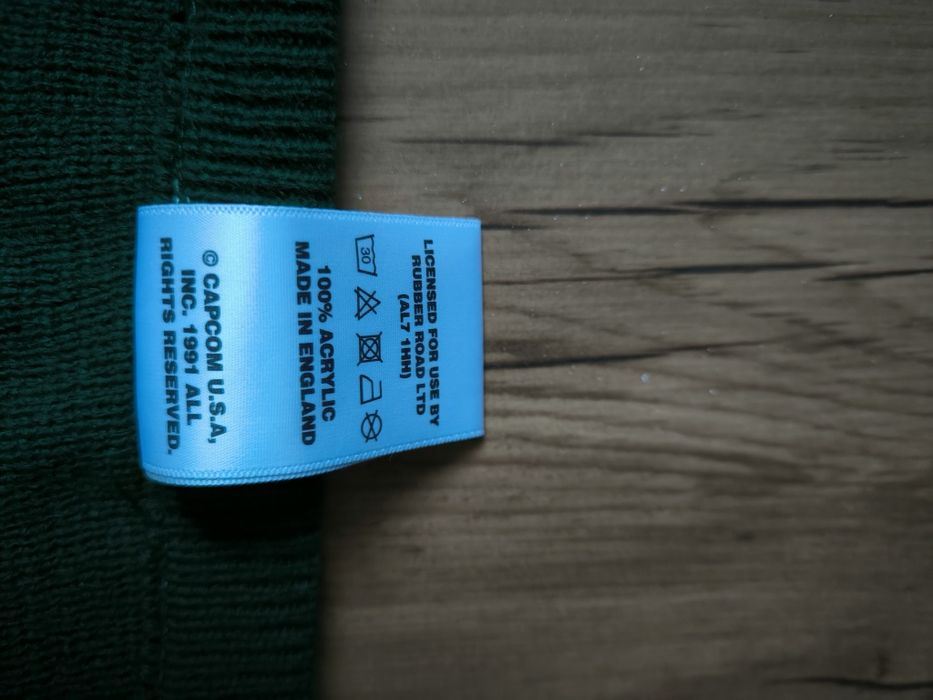 LICENSED FOR USE BY
RUBBER ROAD LTD
(AL7 1HH)
30
100% ACRYLIC
MADE IN ENGLAND
© CAPCOM U.S.A,
INC. 1991 ALL
RIGHTS RESERVED.